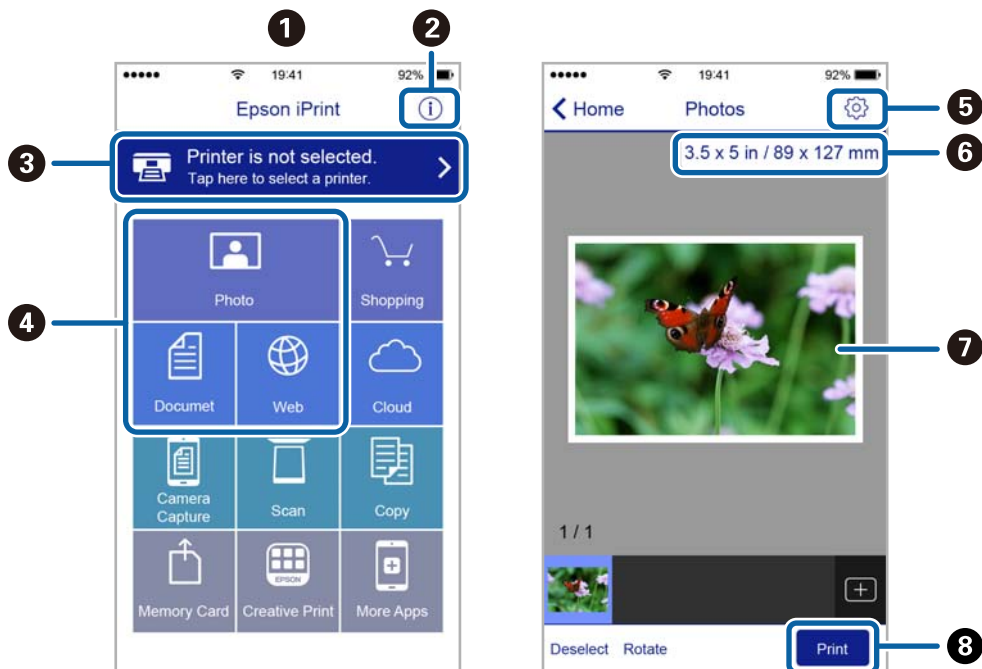 1
2
19:41
92%
Epson iPrint
i
3
Printer is not selected.
Tap here to select a printer.
4
Photo
Shopping
Documet
Web
Cloud
Camera
Capture
Scan
Copy
Memory Card
EPSON
Creative Print
More Apps
19:41
92%
Home
Photos
5
3.5 x 5 in / 89 x 127 mm
6
7
1 / 1
Deselect
Rotate
Print
8